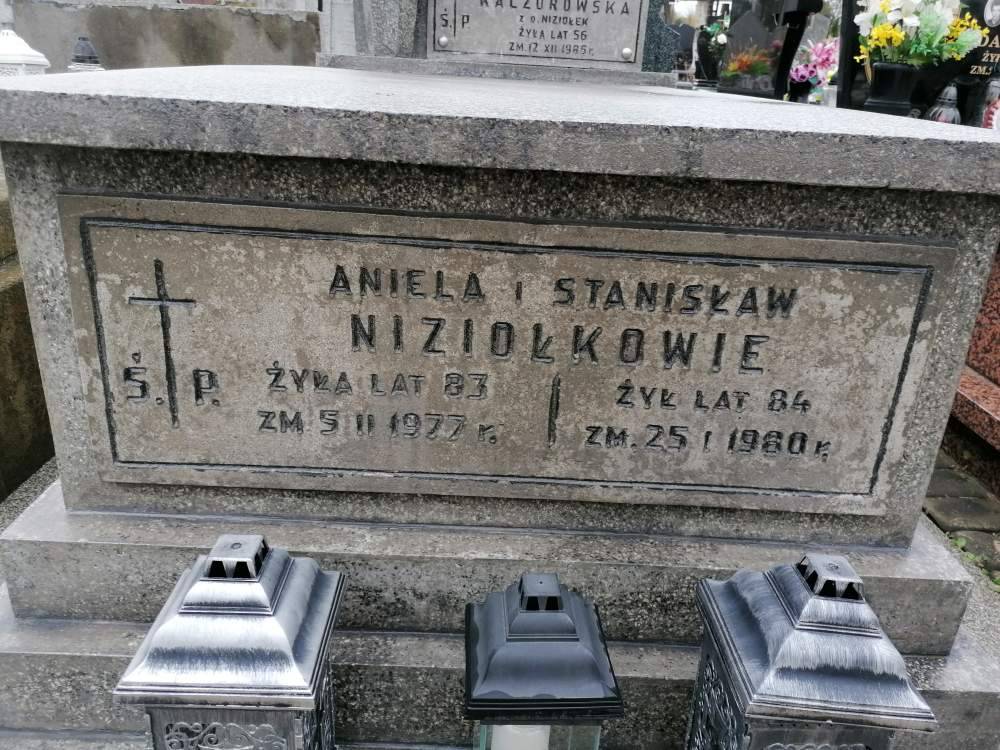 KACZOROWSKA
Ś. P
Z D. NIZIOŁEK
ŻYŁA LAT 56
ZM. 12 XII 1985 r.
ANIELA i STANISŁAW
NIZIOŁKOWIE
Ś. P.
ŻYŁA LAT 83
ZM 5 II 1977 r.
ŻYŁ LAT 84
ZM. 25 I 1980 r.